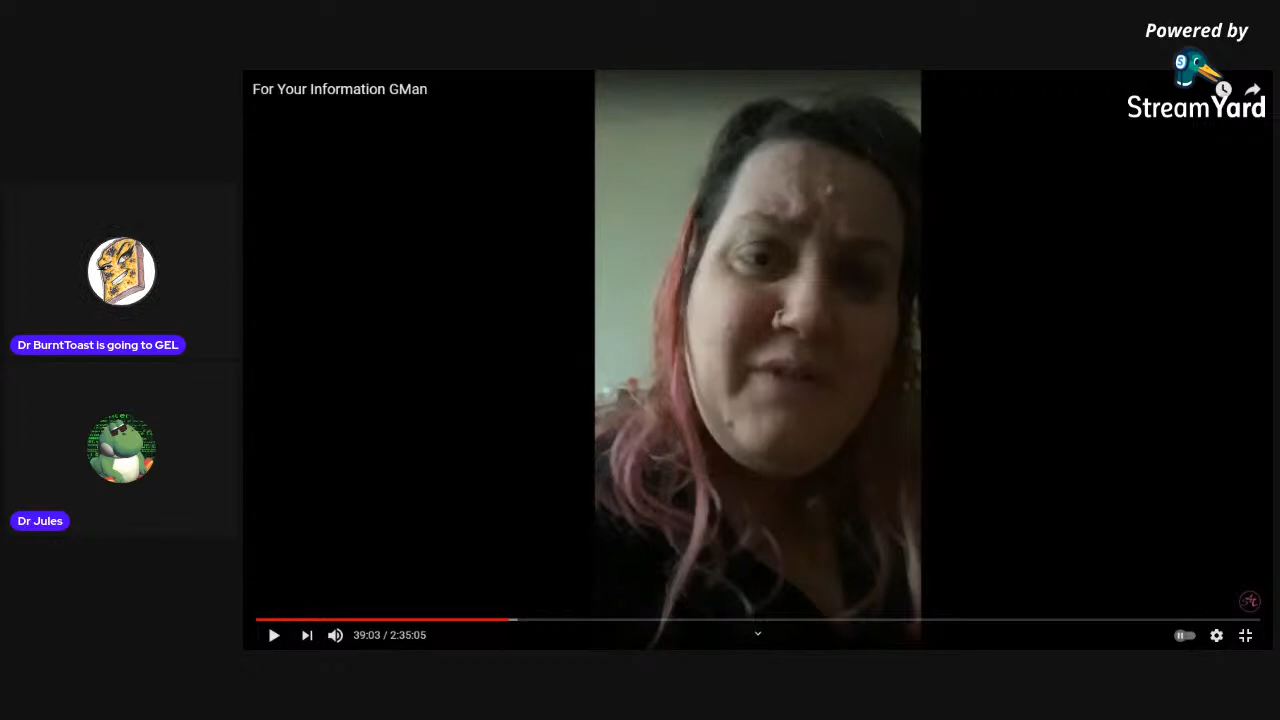 Powered by
StreamYard
For Your Information GMan
Dr BurntToast is going to GEL
Dr Jules
39:03 / 2:35:05